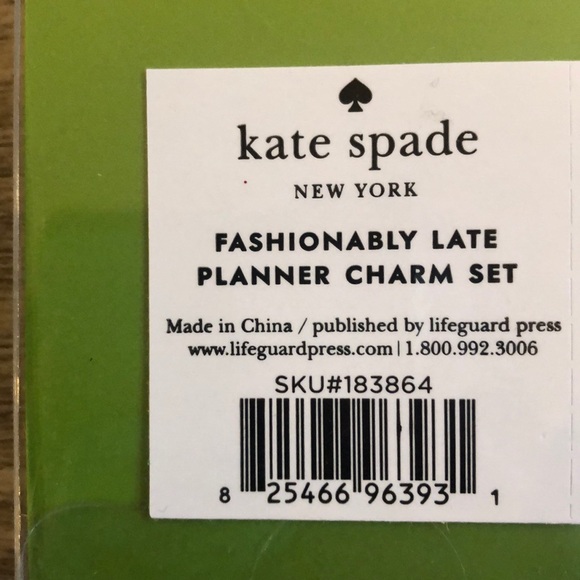 kate spade
NEW YORK
FASHIONABLY LATE
PLANNER CHARM SET
Made in China / published by lifeguard press
www.lifeguardpress.com | 1.800.992.3006
SKU#183864
8 25466 96393 1